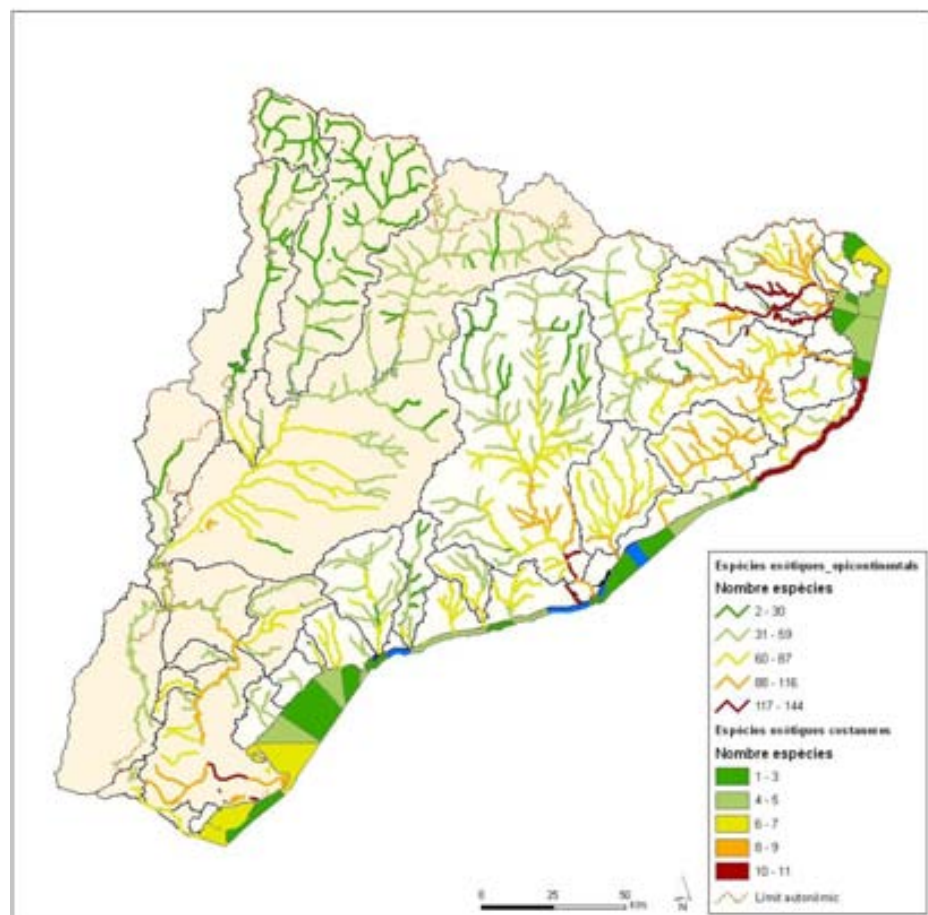 Espècies exòtiques_epicontinentals
Nombre espècies
2 - 30
31 - 59
60 - 87
88 - 116
117 - 144
Espècies exòtiques costaneres
Nombre espècies
1 - 3
4 - 5
6 - 7
8 - 9
10 - 11
Límit autonòmic
0 25 50
Km
N